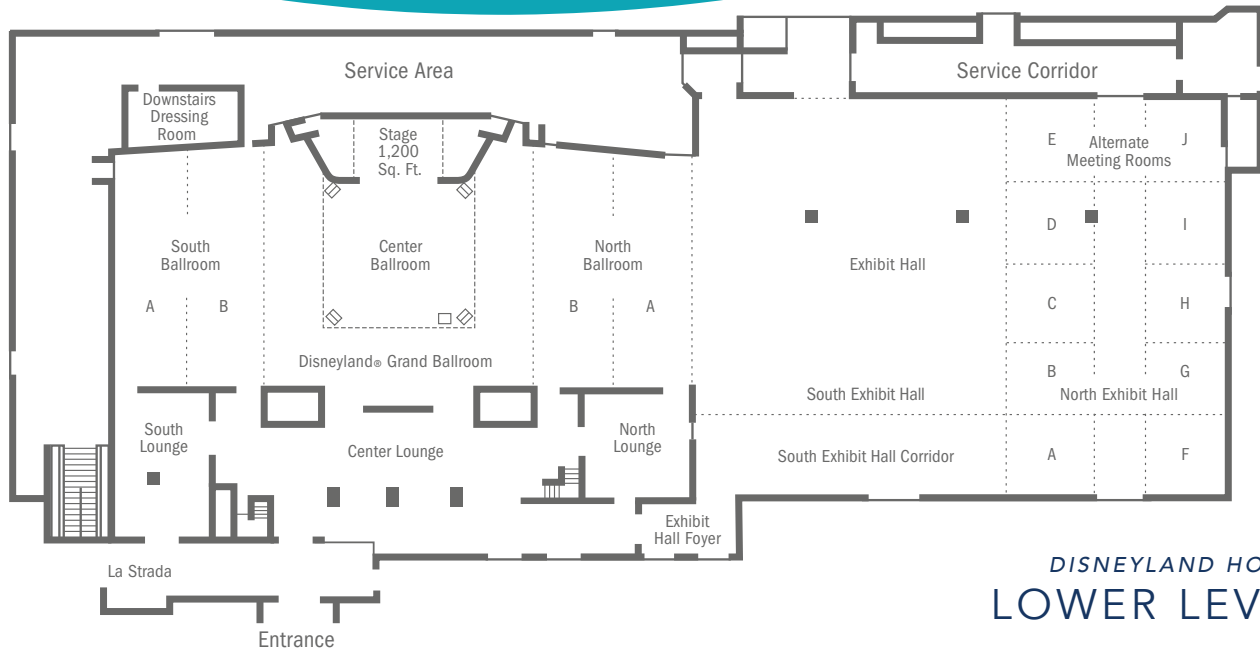 Service Area
Service Corridor
Downstairs
Dressing
Room
Stage
1,200
Sq. Ft.
E
Alternate
Meeting Rooms
J
South
Ballroom
Center
Ballroom
North
Ballroom
D
I
Exhibit Hall
A
B
B
A
C
H
Disneyland® Grand Ballroom
B
G
South Exhibit Hall
North Exhibit Hall
South
Lounge
Center Lounge
North
Lounge
South Exhibit Hall Corridor
A
F
Exhibit
Hall Foyer
La Strada
Entrance
DISNEYLAND HO
LOWER LEV